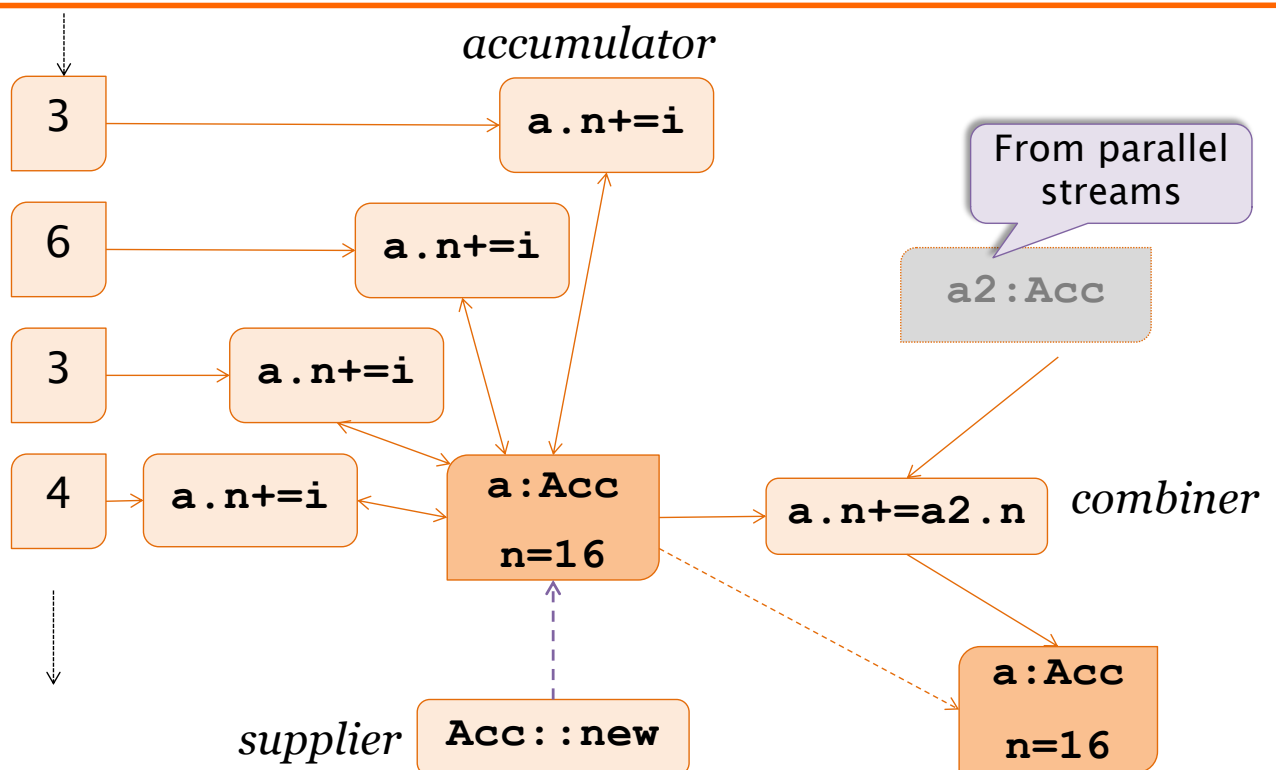 accumulator
3
a.n+=i
From parallel
streams
6
a.n+=i
a2:Acc
3
a.n+=i
4
a.n+=i
a:Acc
n=16
a.n+=a2.n
combiner
a:Acc
n=16
supplier
Acc::new